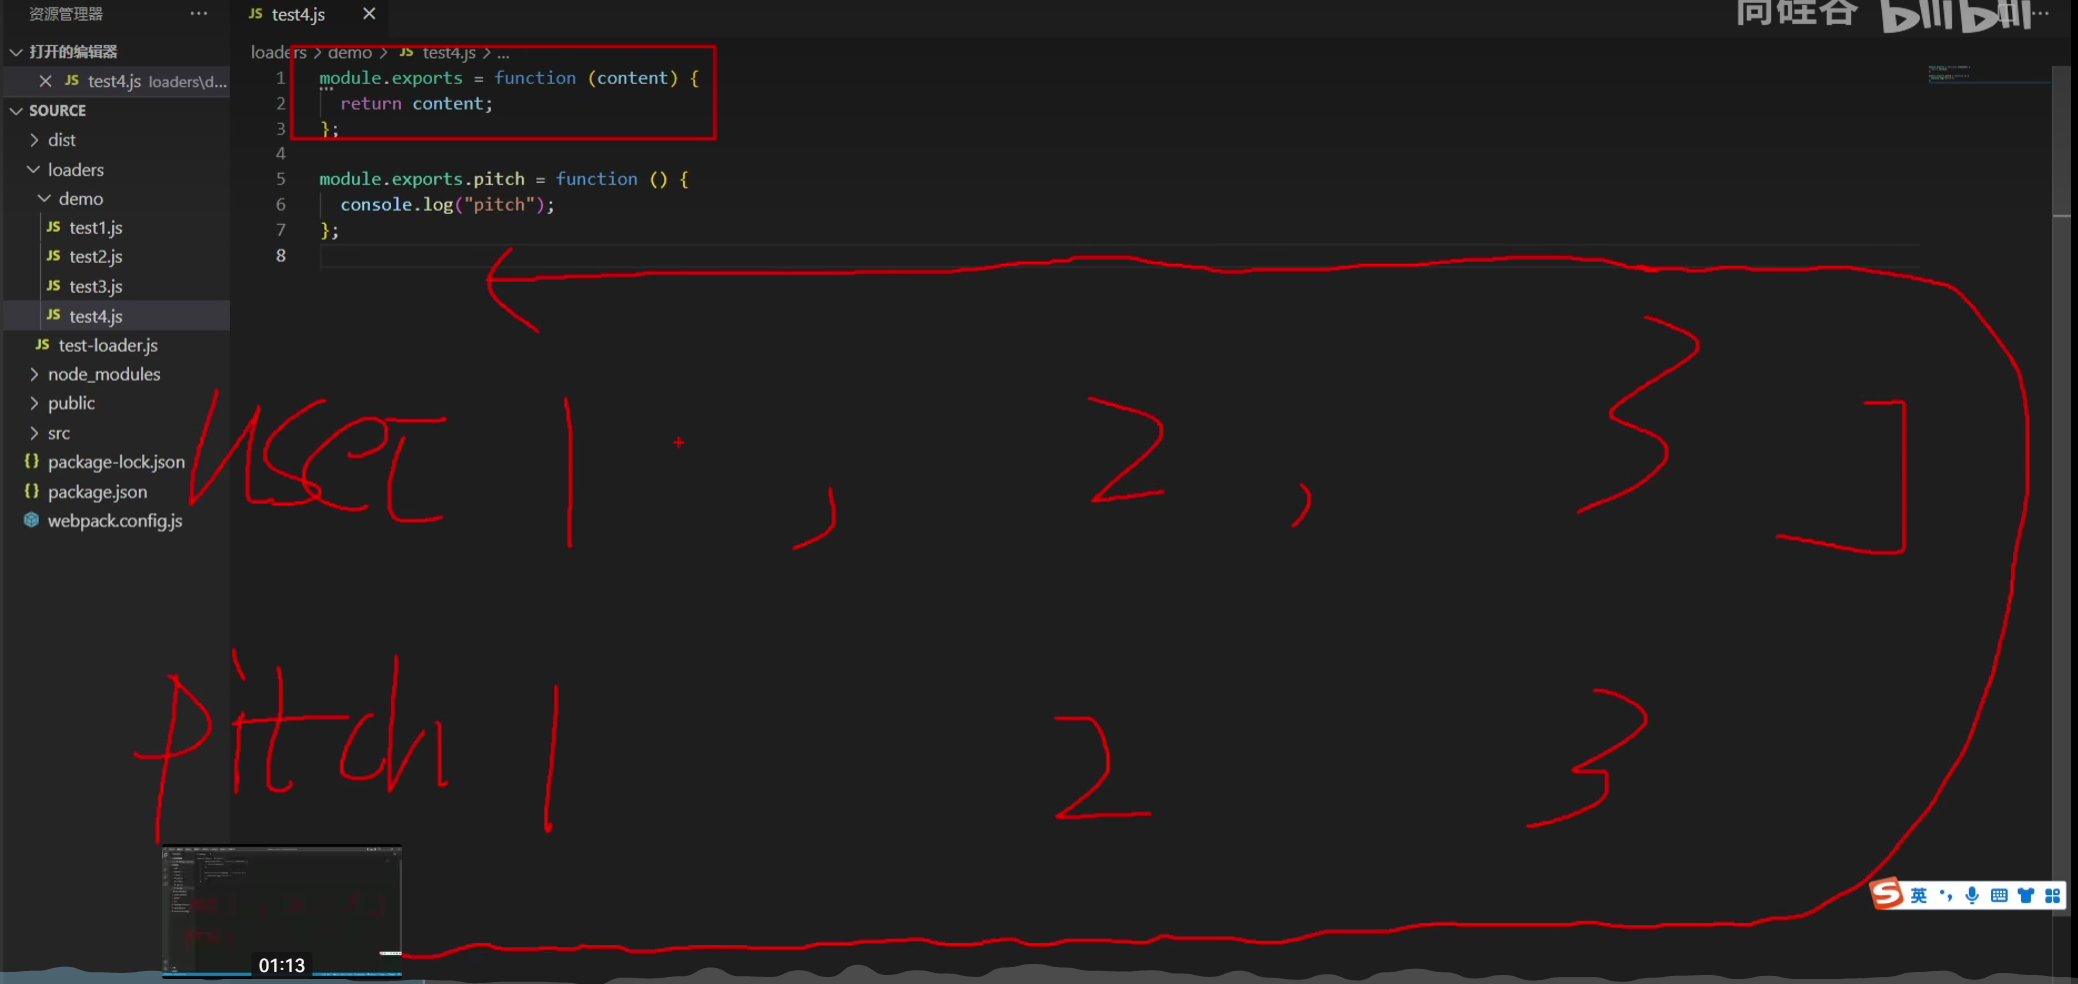 资源管理器 ···
JS test4.js ×
尚硅谷 bilibili
打开的编辑器
× JS test4.js loaders\d...
SOURCE
dist
loaders
demo
JS test1.js
JS test2.js
JS test3.js
JS test4.js
JS test-loader.js
node_modules
public
src
{} package-lock.json
{} package.json
webpack.config.js
loaders > demo > JS test4.js > ...
1 module.exports = function (content) {
2 return content;
3 };
4
5 module.exports.pitch = function () {
6 console.log("pitch");
7 };
8
use[ 1 , 2 , 3 ]
pitch 1 2 3
01:13
S 英